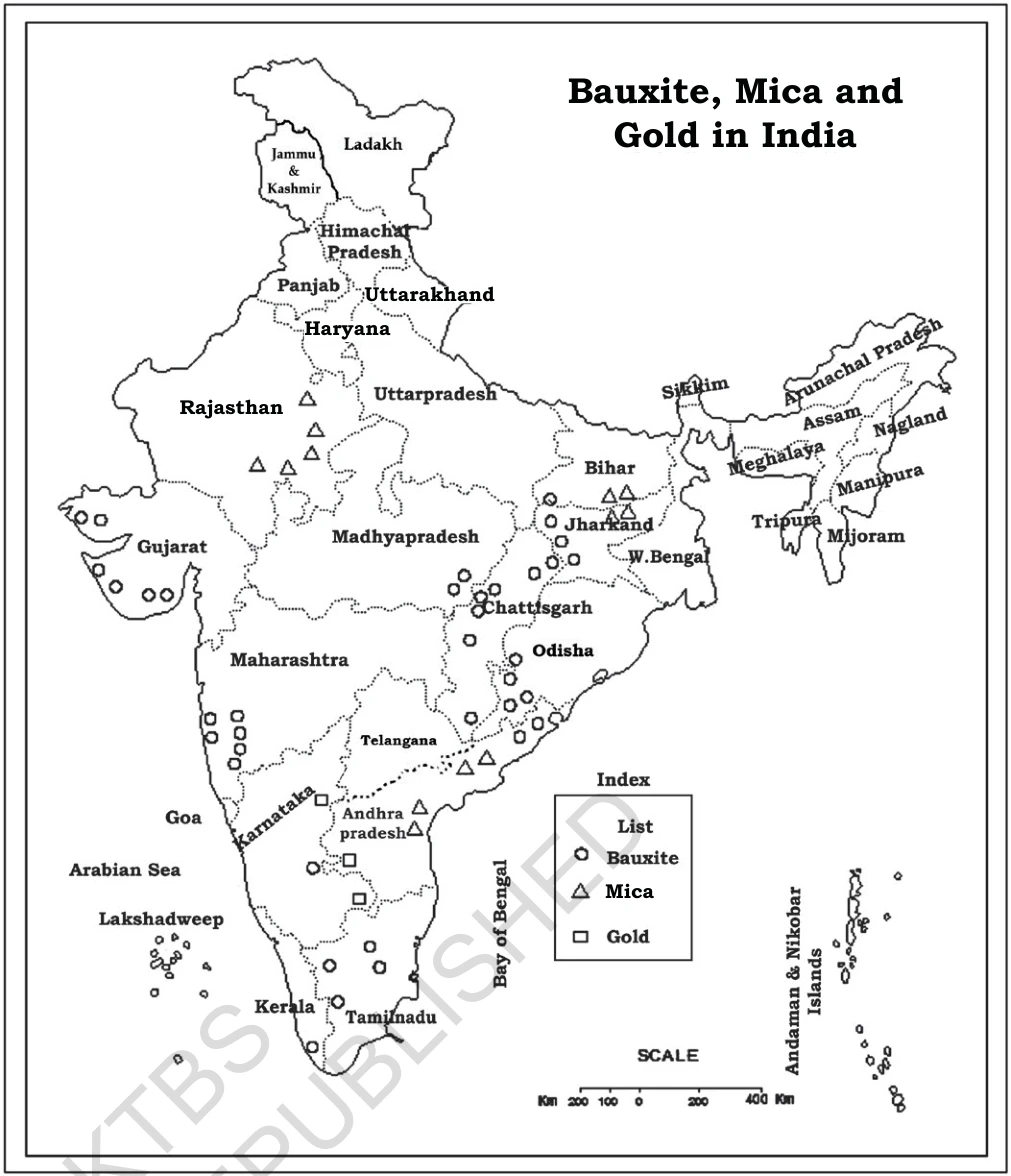 Bauxite, Mica and
Gold in India
Ladakh
Jammu
&
Kashmir
Himachal
Pradesh
Panjab
Uttarakhand
Haryana
Rajasthan
Uttarpradesh
Sikkim
Arunachal Pradesh
Assam
Nagland
Meghalaya
Manipura
Bihar
Tripura
Mijoram
Jharkand
Madhyapradesh
Gujarat
W.Bengal
Chattisgarh
Maharashtra
Odisha
Telangana
Karnataka
Goa
Andhra
pradesh
Arabian Sea
Lakshadweep
Bay of Bengal
Kerala
Tamilnadu
Andaman & Nikobar
Islands
Index
List
Bauxite
Mica
Gold
SCALE
Km 200 100 0 200 400 Km
KTBS
REPUBLISHED